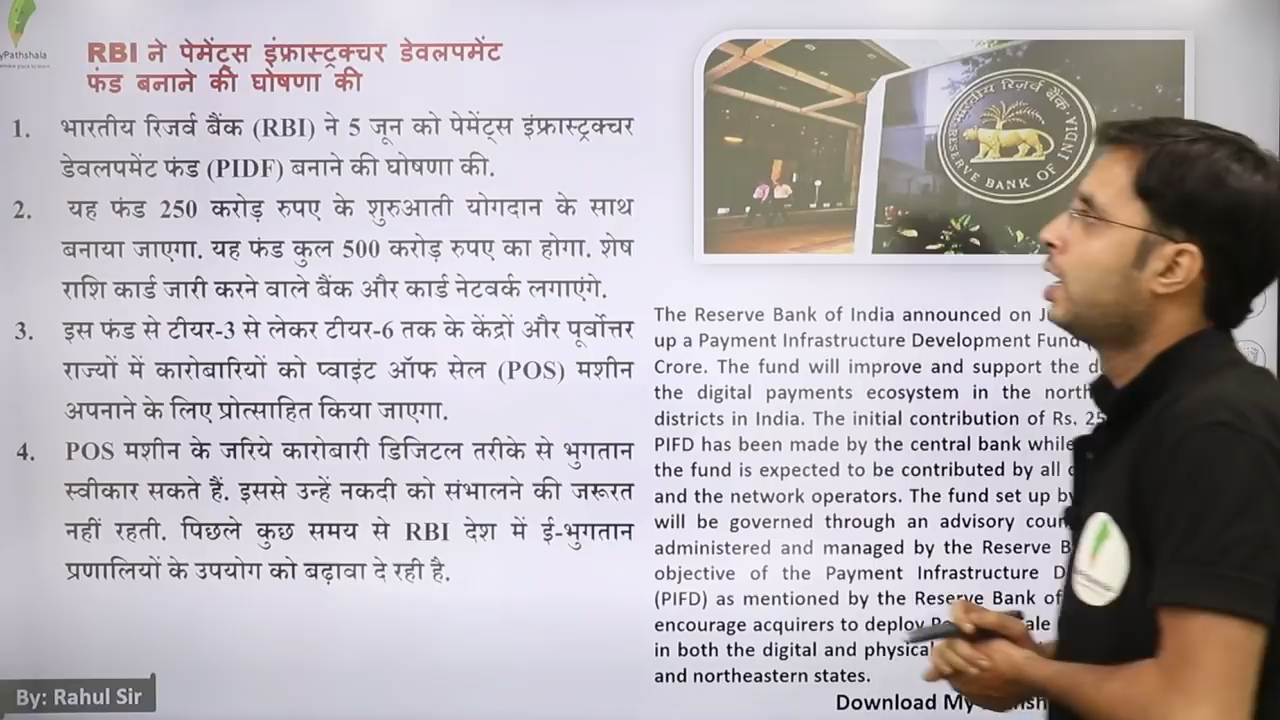 yPathshala
RBI ने पेमेंट्स इंफ्रास्ट्रक्चर डेवलपमेंट
फंड बनाने की घोषणा की
1. भारतीय रिजर्व बैंक (RBI) ने 5 जून को पेमेंट्स इंफ्रास्ट्रक्चर
डेवलपमेंट फंड (PIDF) बनाने की घोषणा की.
2. यह फंड 250 करोड़ रुपए के शुरुआती योगदान के साथ
बनाया जाएगा. यह फंड कुल 500 करोड़ रुपए का होगा. शेष
राशि कार्ड जारी करने वाले बैंक और कार्ड नेटवर्क लगाएंगे.
3. इस फंड से टीयर-3 से लेकर टीयर-6 तक के केंद्रों और पूर्वोत्तर
राज्यों में कारोबारियों को प्वाइंट ऑफ सेल (POS) मशीन
अपनाने के लिए प्रोत्साहित किया जाएगा.
4. POS मशीन के जरिये कारोबारी डिजिटल तरीके से भुगतान
स्वीकार सकते हैं. इससे उन्हें नकदी को संभालने की जरूरत
नहीं रहती. पिछले कुछ समय से RBI देश में ई-भुगतान
प्रणालियों के उपयोग को बढ़ावा दे रही है.
भारतीय रिज़र्व बैंक
RESERVE BANK OF INDIA
The Reserve Bank of India announced on
up a Payment Infrastructure Development Fund
Crore. The fund will improve and support the
the digital payments ecosystem in the
districts in India. The initial contribution of Rs.
PIFD has been made by the central bank while
the fund is expected to be contributed by all
and the network operators. The fund set up by
will be governed through an advisory
administered and managed by the Reserve
objective of the Payment Infrastructure
(PIFD) as mentioned by the Reserve Bank of
encourage acquirers to deploy
in both the digital and physical
and northeastern states.
Download My
By: Rahul Sir